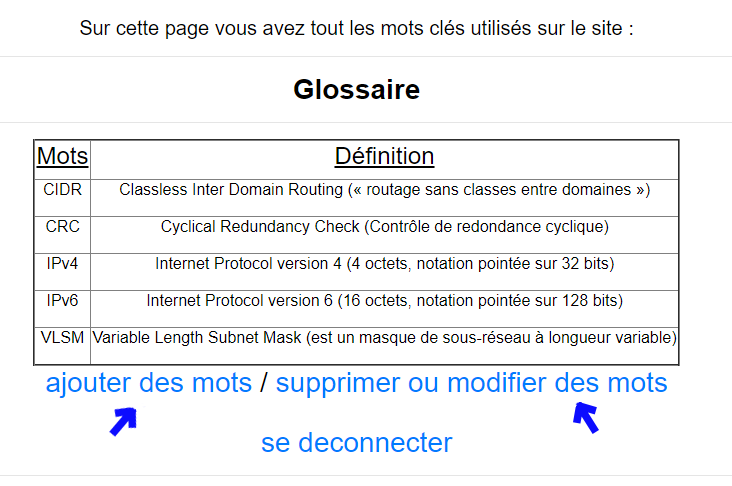 Sur cette page vous avez tout les mots clés utilisés sur le site :
Glossaire
Mots Définition
CIDR Classless Inter Domain Routing (« routage sans classes entre domaines »)
CRC Cyclical Redundancy Check (Contrôle de redondance cyclique)
IPv4 Internet Protocol version 4 (4 octets, notation pointée sur 32 bits)
IPv6 Internet Protocol version 6 (16 octets, notation pointée sur 128 bits)
VLSM Variable Length Subnet Mask (est un masque de sous-réseau à longueur variable)
ajouter des mots / supprimer ou modifier des mots
se deconnecter